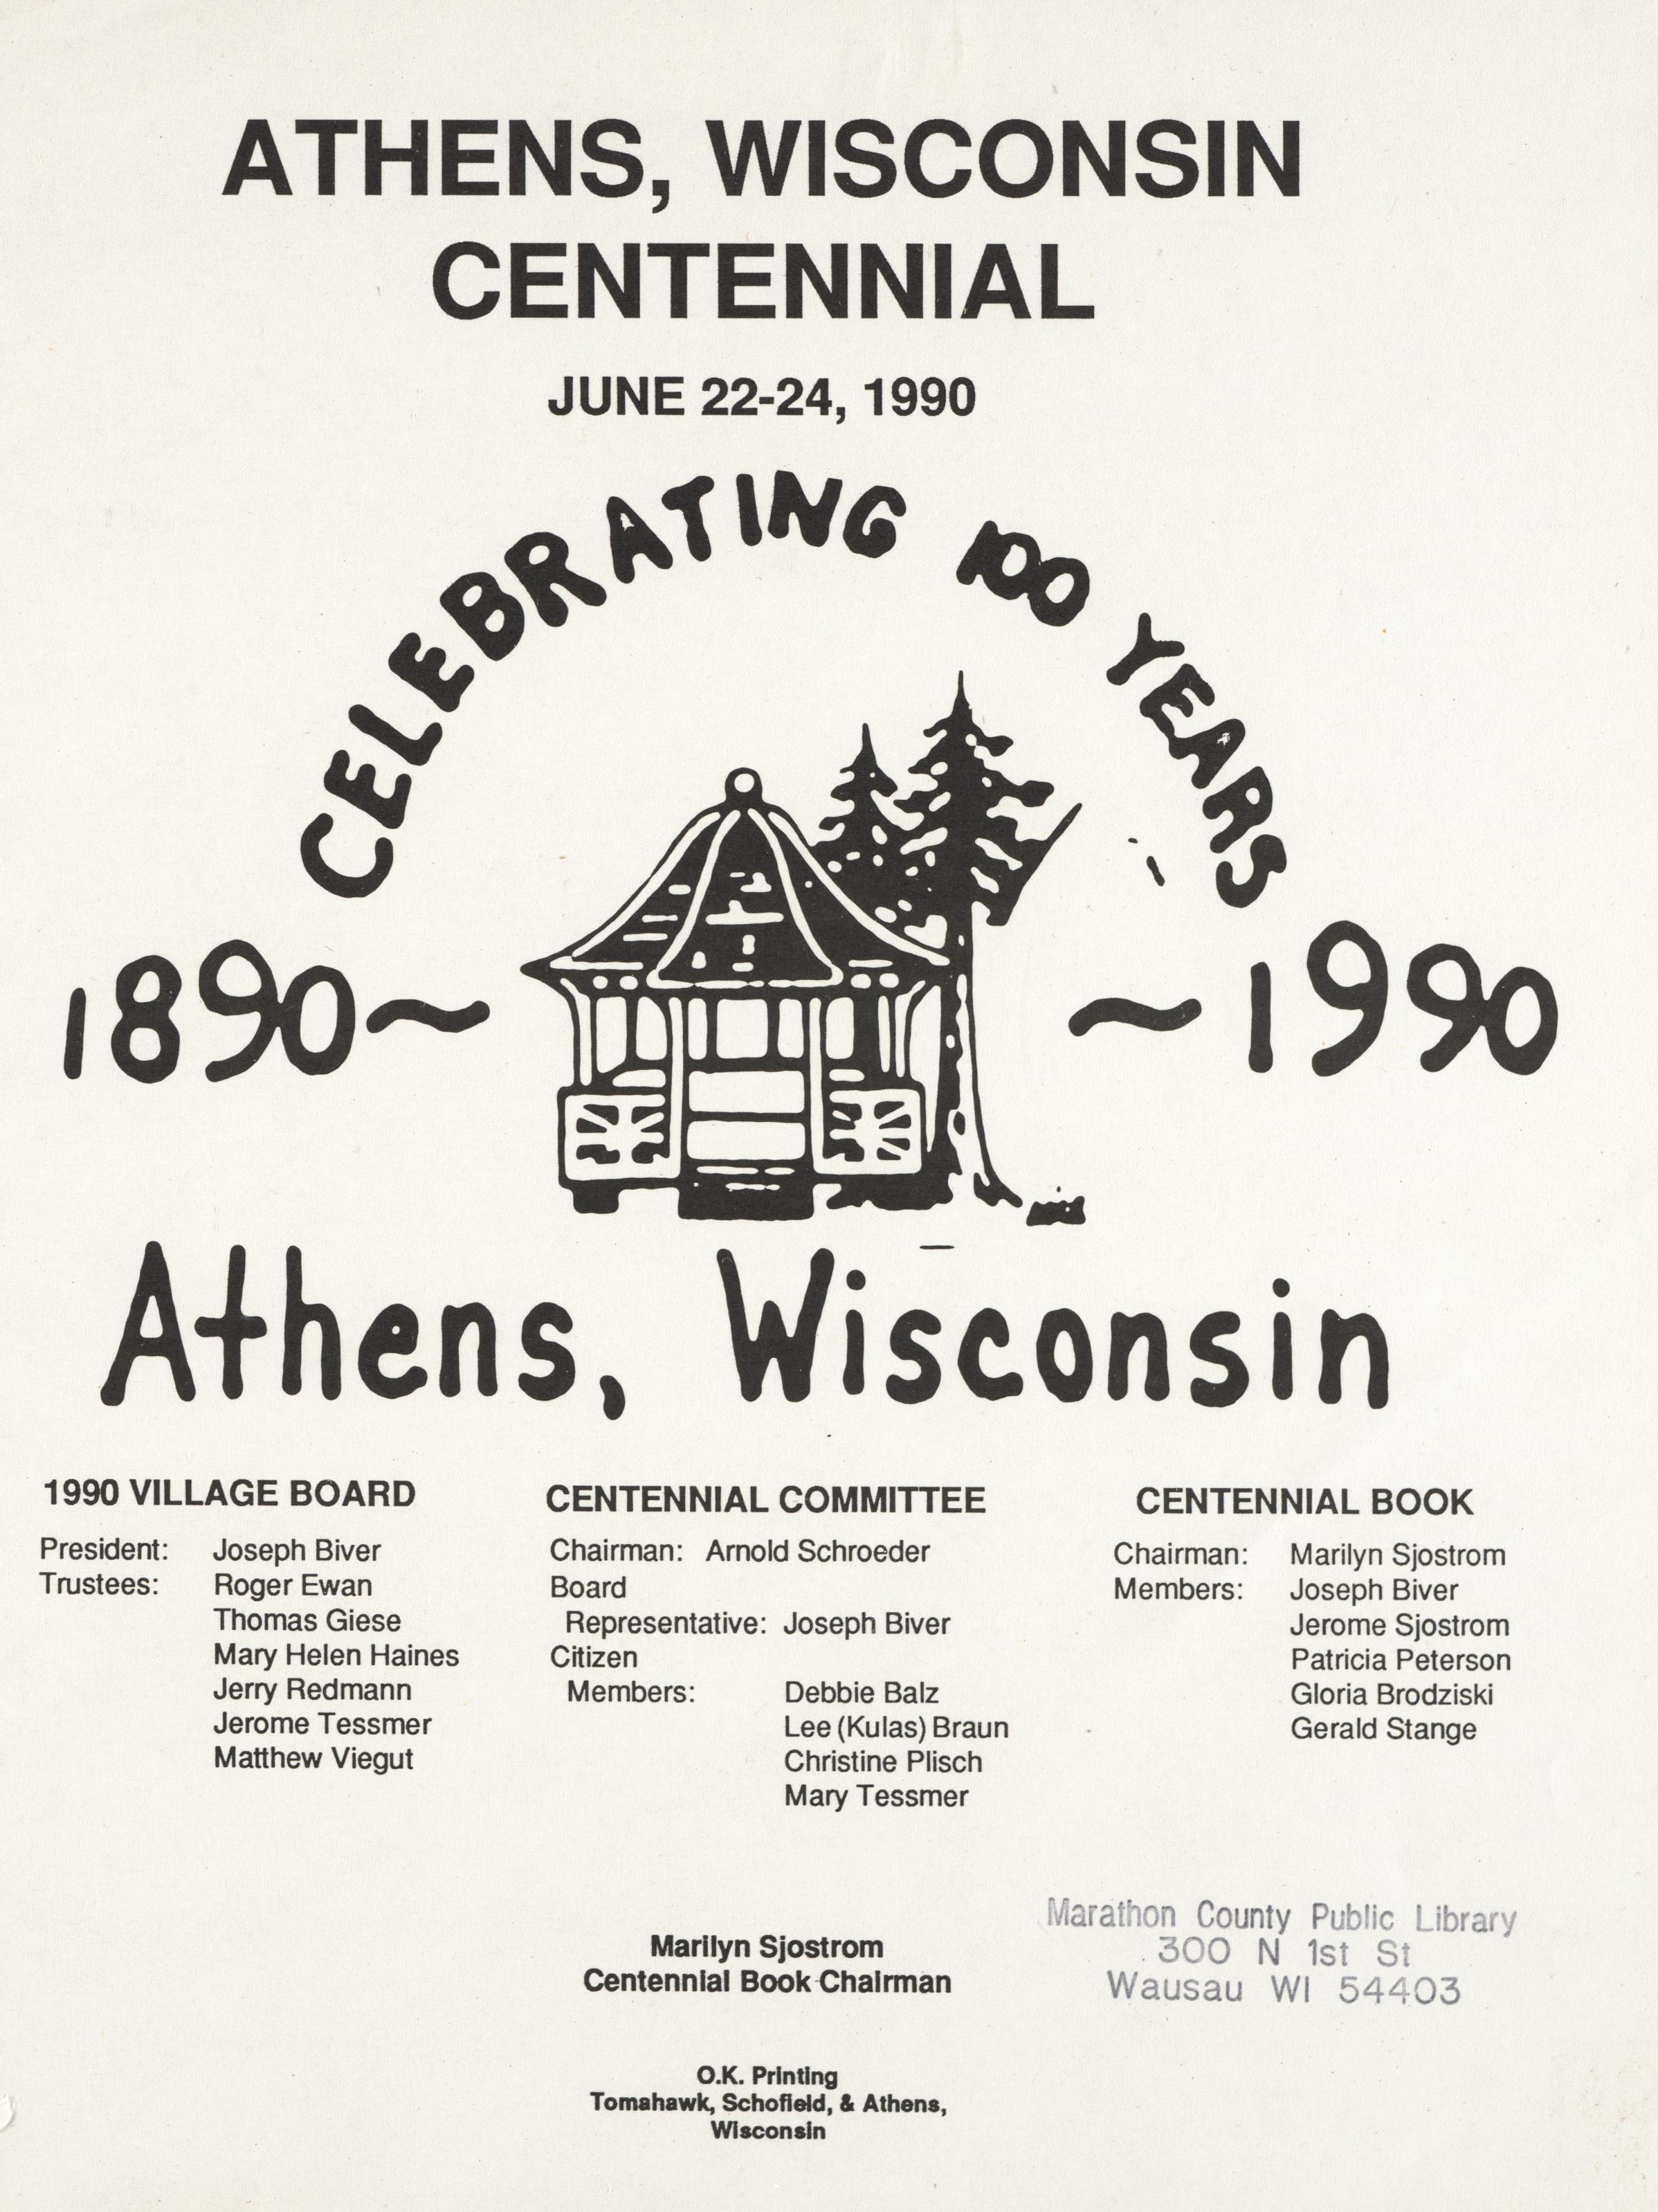 ATHENS, WISCONSIN
CENTENNIAL
JUNE 22-24, 1990
CELEBRATING 100 YEARS
1890~ ~1990
Athens, Wisconsin
1990 VILLAGE BOARD
President: Joseph Biver
Trustees: Roger Ewan
Thomas Giese
Mary Helen Haines
Jerry Redmann
Jerome Tessmer
Matthew Viegut
CENTENNIAL COMMITTEE
Chairman: Arnold Schroeder
Board
Representative: Joseph Biver
Citizen
Members: Debbie Balz
Lee (Kulas) Braun
Christine Plisch
Mary Tessmer
CENTENNIAL BOOK
Chairman: Marilyn Sjostrom
Members: Joseph Biver
Jerome Sjostrom
Patricia Peterson
Gloria Brodziski
Gerald Stange
Marilyn Sjostrom
Centennial Book Chairman
Marathon County Public Library
300 N 1st St
Wausau WI 54403
O.K. Printing
Tomahawk, Schofield, & Athens,
Wisconsin